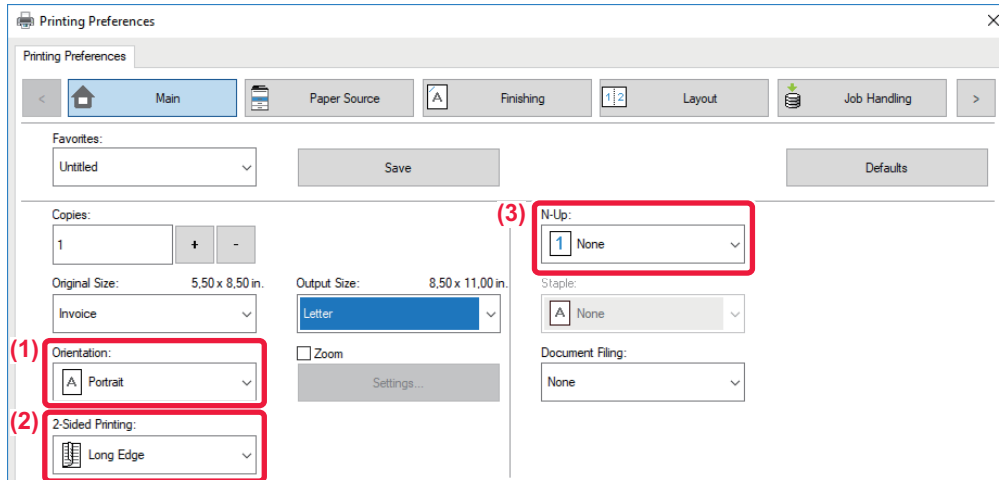 Printing Preferences
Printing Preferences
< Main Paper Source Finishing Layout Job Handling >
Favorites:
Untitled Save Defaults
Copies: (3) N-Up:
1 + - 1 None
Original Size: 5,50 x 8,50 in. Output Size: 8,50 x 11,00 in. Staple:
Invoice Letter A None
(1) Orientation: Zoom Document Filing:
A Portrait Settings... None
(2) 2-Sided Printing:
Long Edge